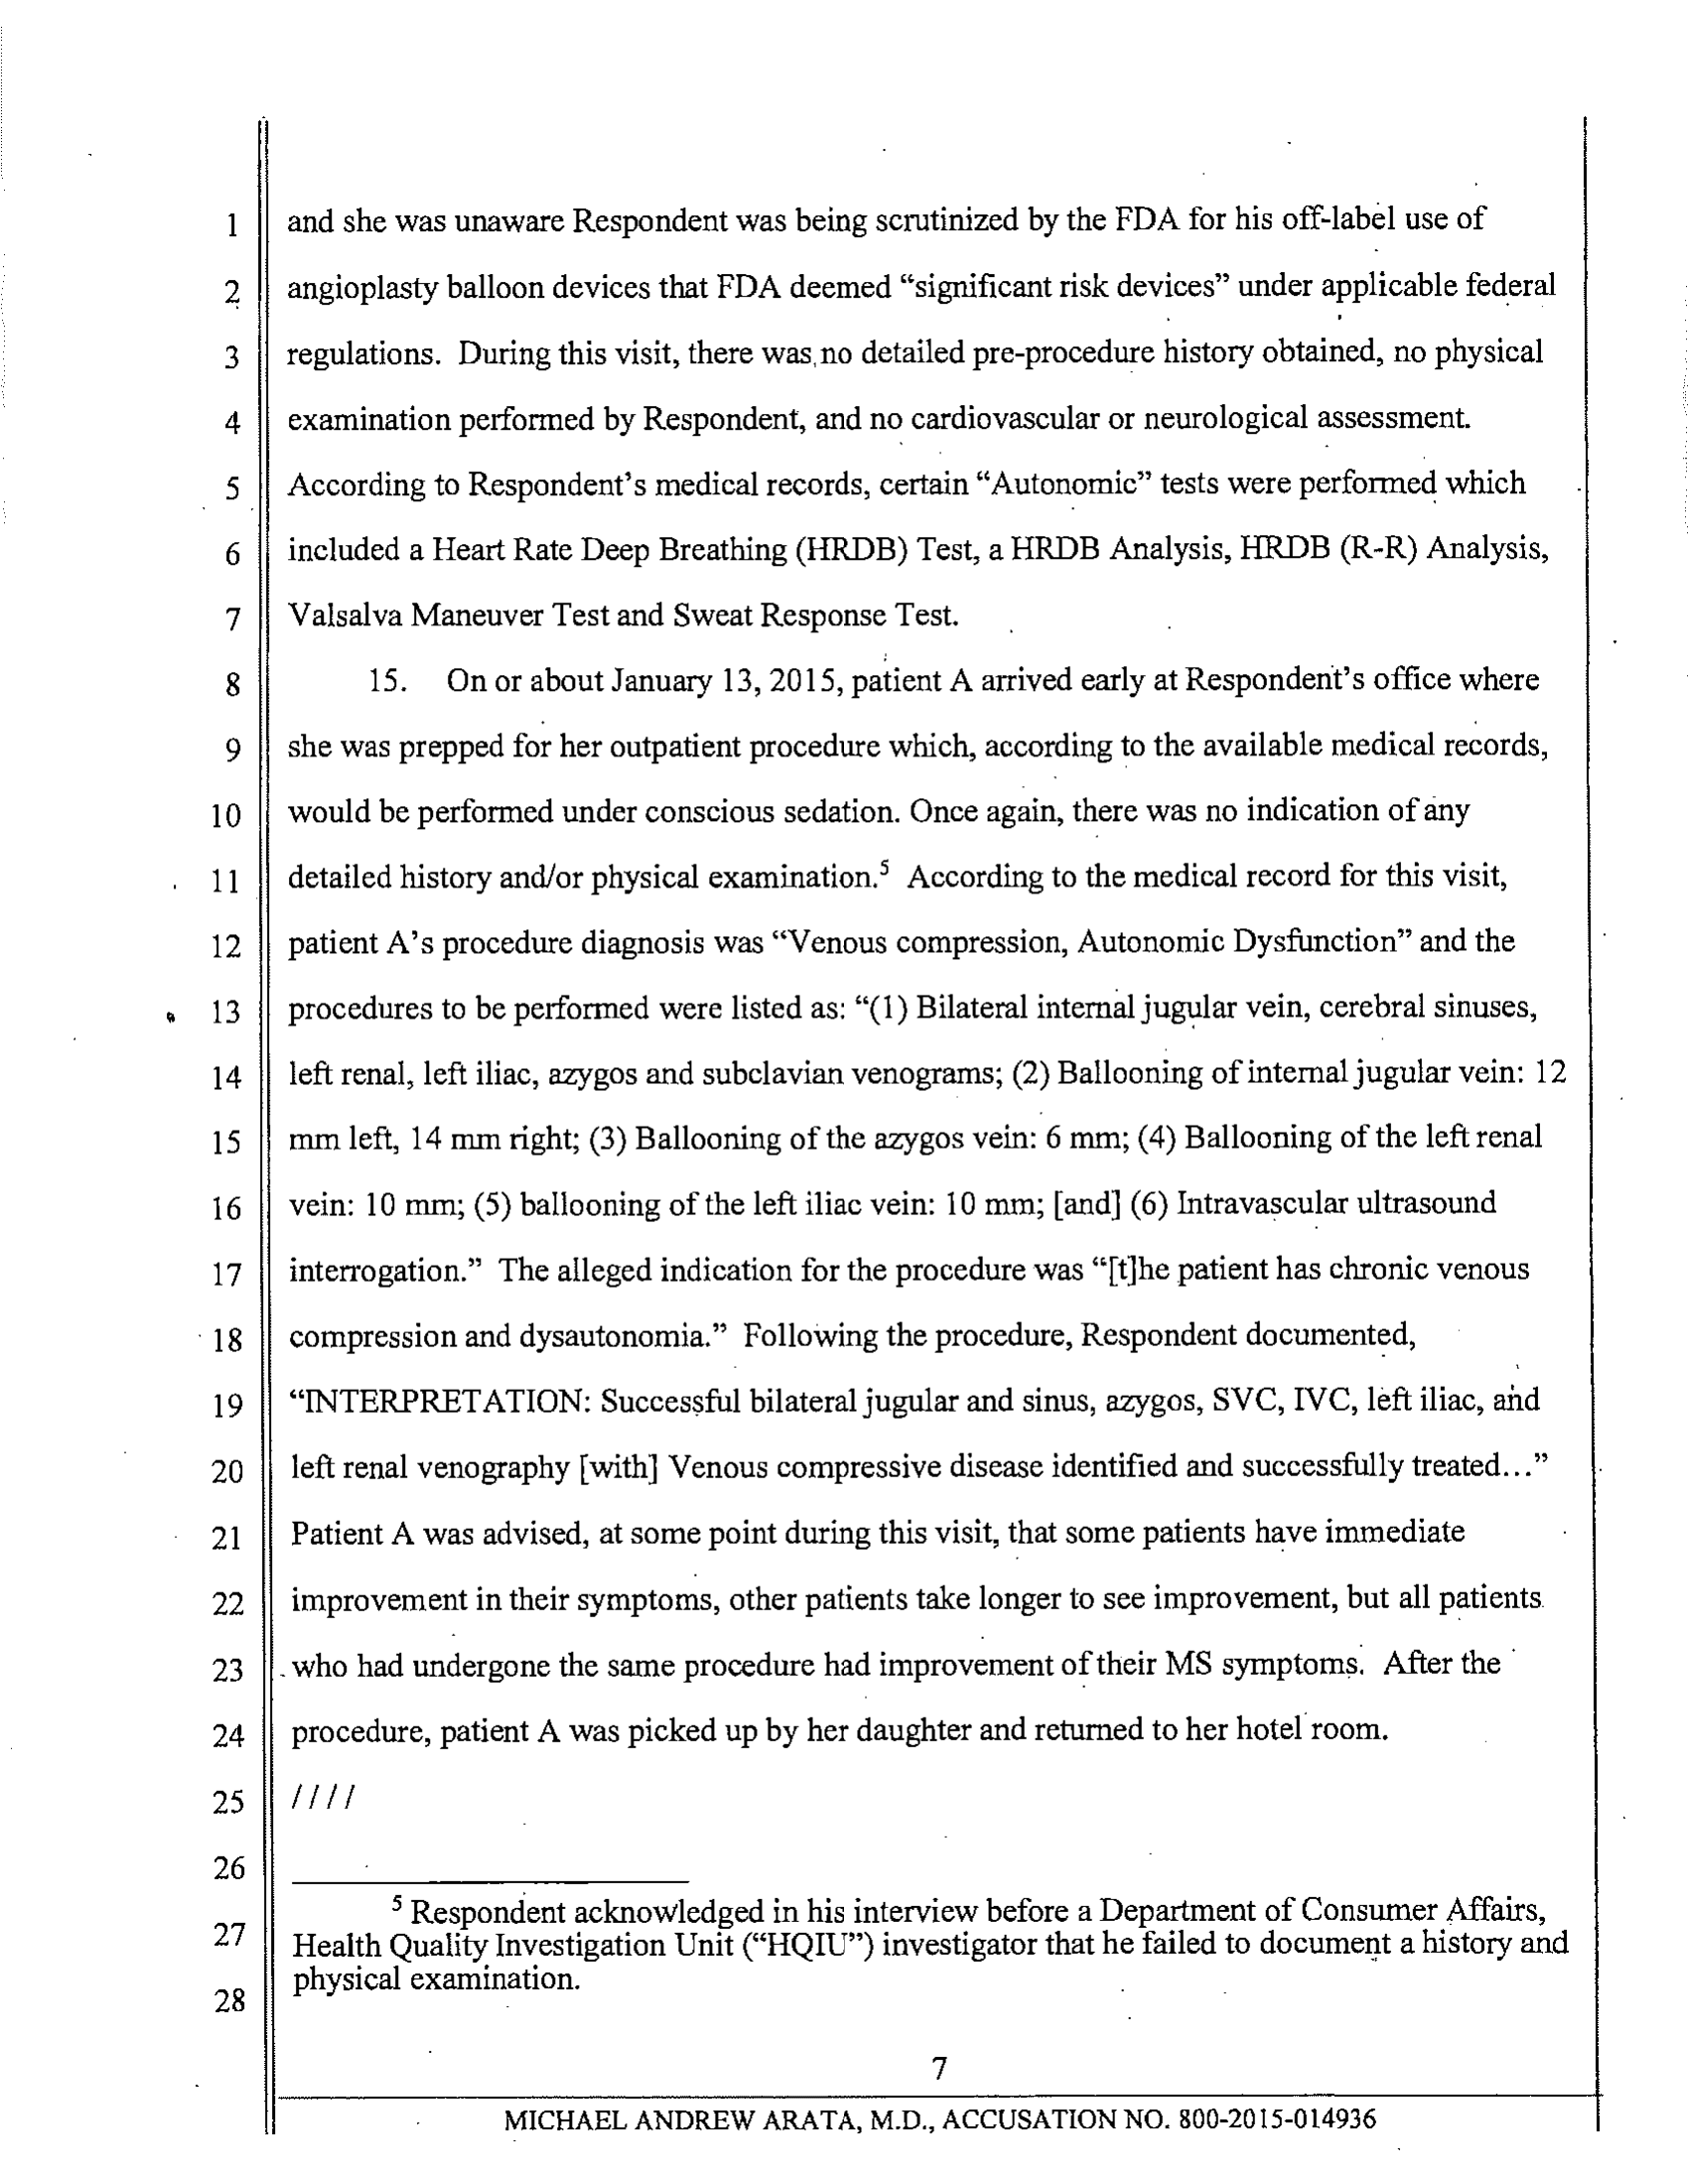 1 and she was unaware Respondent was being scrutinized by the FDA for his off-label use of
2 angioplasty balloon devices that FDA deemed “significant risk devices” under applicable federal
3 regulations. During this visit, there was no detailed pre-procedure history obtained, no physical
4 examination performed by Respondent, and no cardiovascular or neurological assessment.
5 According to Respondent’s medical records, certain “Autonomic” tests were performed which
6 included a Heart Rate Deep Breathing (HRDB) Test, a HRDB Analysis, HRDB (R-R) Analysis,
7 Valsalva Maneuver Test and Sweat Response Test.
8 15. On or about January 13, 2015, patient A arrived early at Respondent’s office where
9 she was prepped for her outpatient procedure which, according to the available medical records,
10 would be performed under conscious sedation. Once again, there was no indication of any
11 detailed history and/or physical examination.⁵ According to the medical record for this visit,
12 patient A’s procedure diagnosis was “Venous compression, Autonomic Dysfunction” and the
13 procedures to be performed were listed as: “(1) Bilateral internal jugular vein, cerebral sinuses,
14 left renal, left iliac, azygos and subclavian venograms; (2) Ballooning of internal jugular vein: 12
15 mm left, 14 mm right; (3) Ballooning of the azygos vein: 6 mm; (4) Ballooning of the left renal
16 vein: 10 mm; (5) ballooning of the left iliac vein: 10 mm; [and] (6) Intravascular ultrasound
17 interrogation.” The alleged indication for the procedure was “[t]he patient has chronic venous
18 compression and dysautonomia.” Following the procedure, Respondent documented,
19 “INTERPRETATION: Successful bilateral jugular and sinus, azygos, SVC, IVC, left iliac, and
20 left renal venography [with] Venous compressive disease identified and successfully treated…”
21 Patient A was advised, at some point during this visit, that some patients have immediate
22 improvement in their symptoms, other patients take longer to see improvement, but all patients
23 who had undergone the same procedure had improvement of their MS symptoms. After the
24 procedure, patient A was picked up by her daughter and returned to her hotel room.
25 ////
26
⁵ Respondent acknowledged in his interview before a Department of Consumer Affairs,
27 Health Quality Investigation Unit (“HQIU”) investigator that he failed to document a history and
28 physical examination.
7
MICHAEL ANDREW ARATA, M.D., ACCUSATION NO. 800-2015-014936